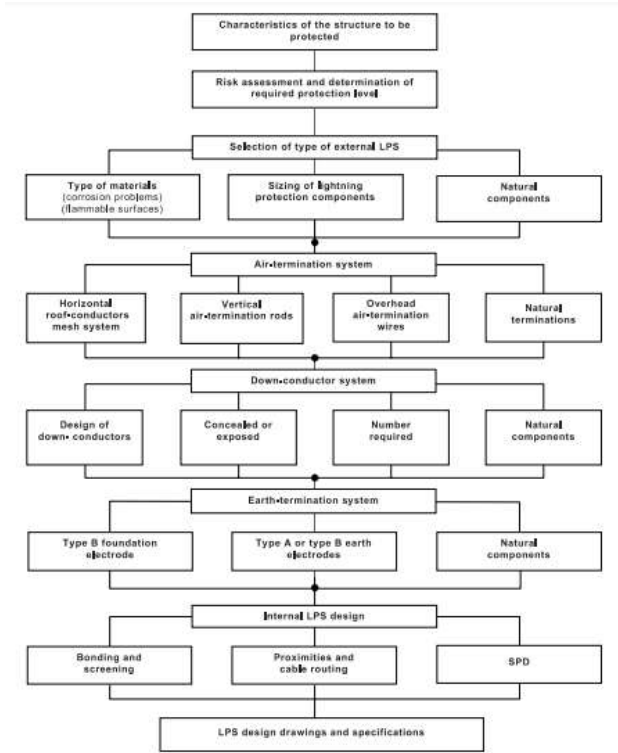 Characteristics of the structure to be
protected
Risk assessment and determination of
required protection level
Selection of type of external LPS
Type of materials
(corrosion problems)
(flammable surfaces)
Sizing of lightning
protection components
Natural
components
Air-termination system
Horizontal
roof-conductors
mesh system
Vertical
air-termination rods
Overhead
air-termination
wires
Natural
terminations
Down-conductor system
Design of
down- conductors
Concealed or
exposed
Number
required
Natural
components
Earth-termination system
Type B foundation
electrode
Type A or type B earth
electrodes
Natural
components
Internal LPS design
Bonding and
screening
Proximities and
cable routing
SPD
LPS design drawings and specifications